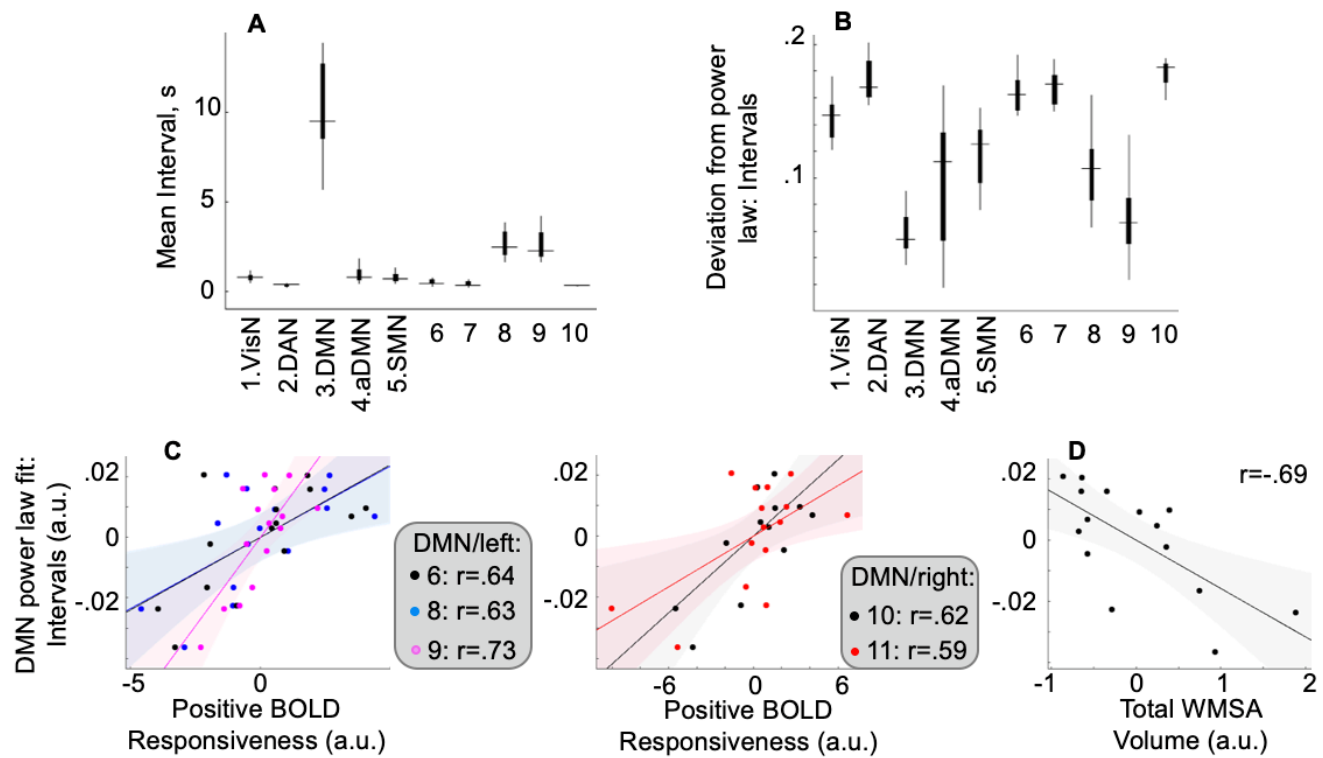 A
Mean Interval, s
10
5
0
1.VisN
2.DAN
3.DMN
4.aDMN
5.SMN
6
7
8
9
10
B
Deviation from power
law: Intervals
.2
.1
1.VisN
2.DAN
3.DMN
4.aDMN
5.SMN
6
7
8
9
10
C
DMN power law fit:
Intervals (a.u.)
.02
0
-.02
-5
0
Positive BOLD
Responsiveness (a.u.)
DMN/left:
6: r=.64
8: r=.63
9: r=.73
.02
0
-.02
-6
0
6
Positive BOLD
Responsiveness (a.u.)
DMN/right:
10: r=.62
11: r=.59
D
r=-.69
.02
0
-.02
-1
0
1
2
Total WMSA
Volume (a.u.)